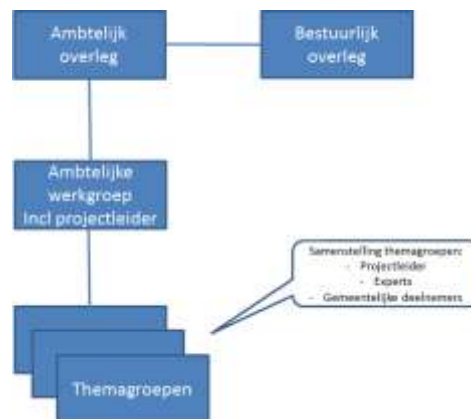 Ambtelijk
overleg
Bestuurlijk
overleg
Ambtelijke
werkgroep
Incl projectleider
Samenstelling themagroepen:
- Projectleider
- Experts
- Gemeentelijke deelnemers
Themagroepen